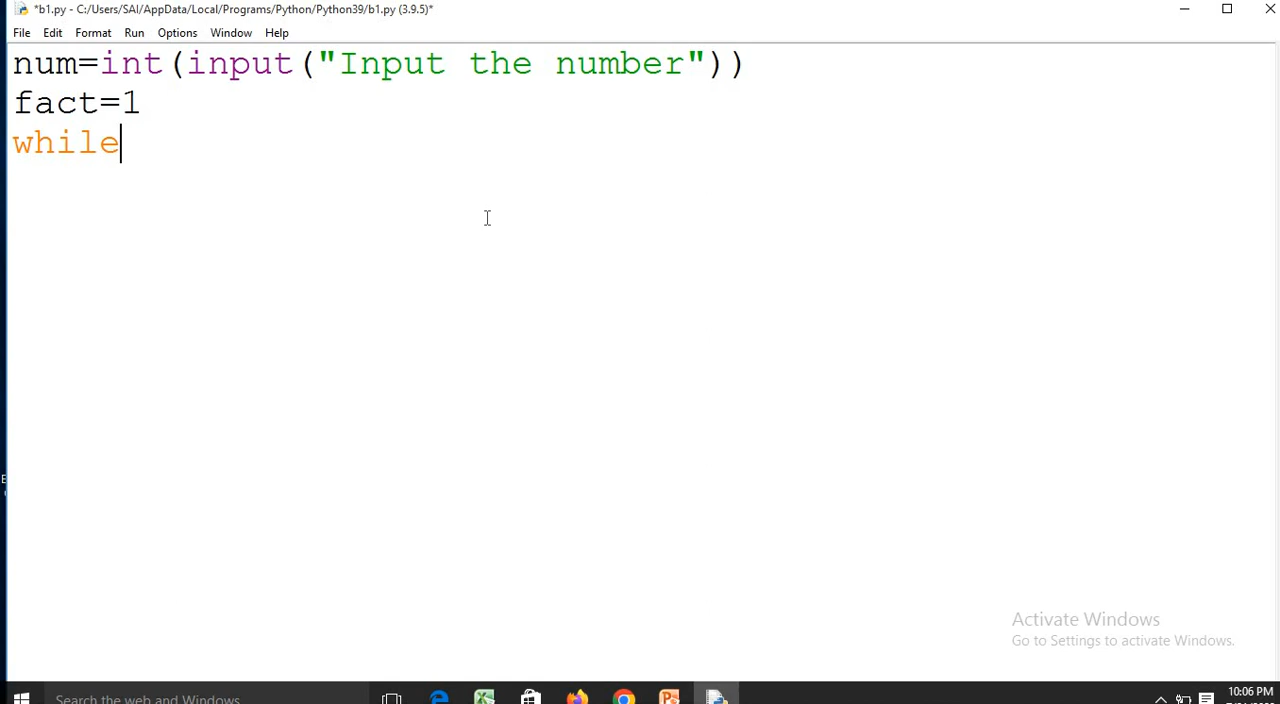 *b1.py - C:/Users/SAI/AppData/Local/Programs/Python/Python39/b1.py (3.9.5)*
File Edit Format Run Options Window Help
num=int(input("Input the number"))
fact=1
while
Activate Windows
Go to Settings to activate Windows.
Search the web and Windows
10:06 PM